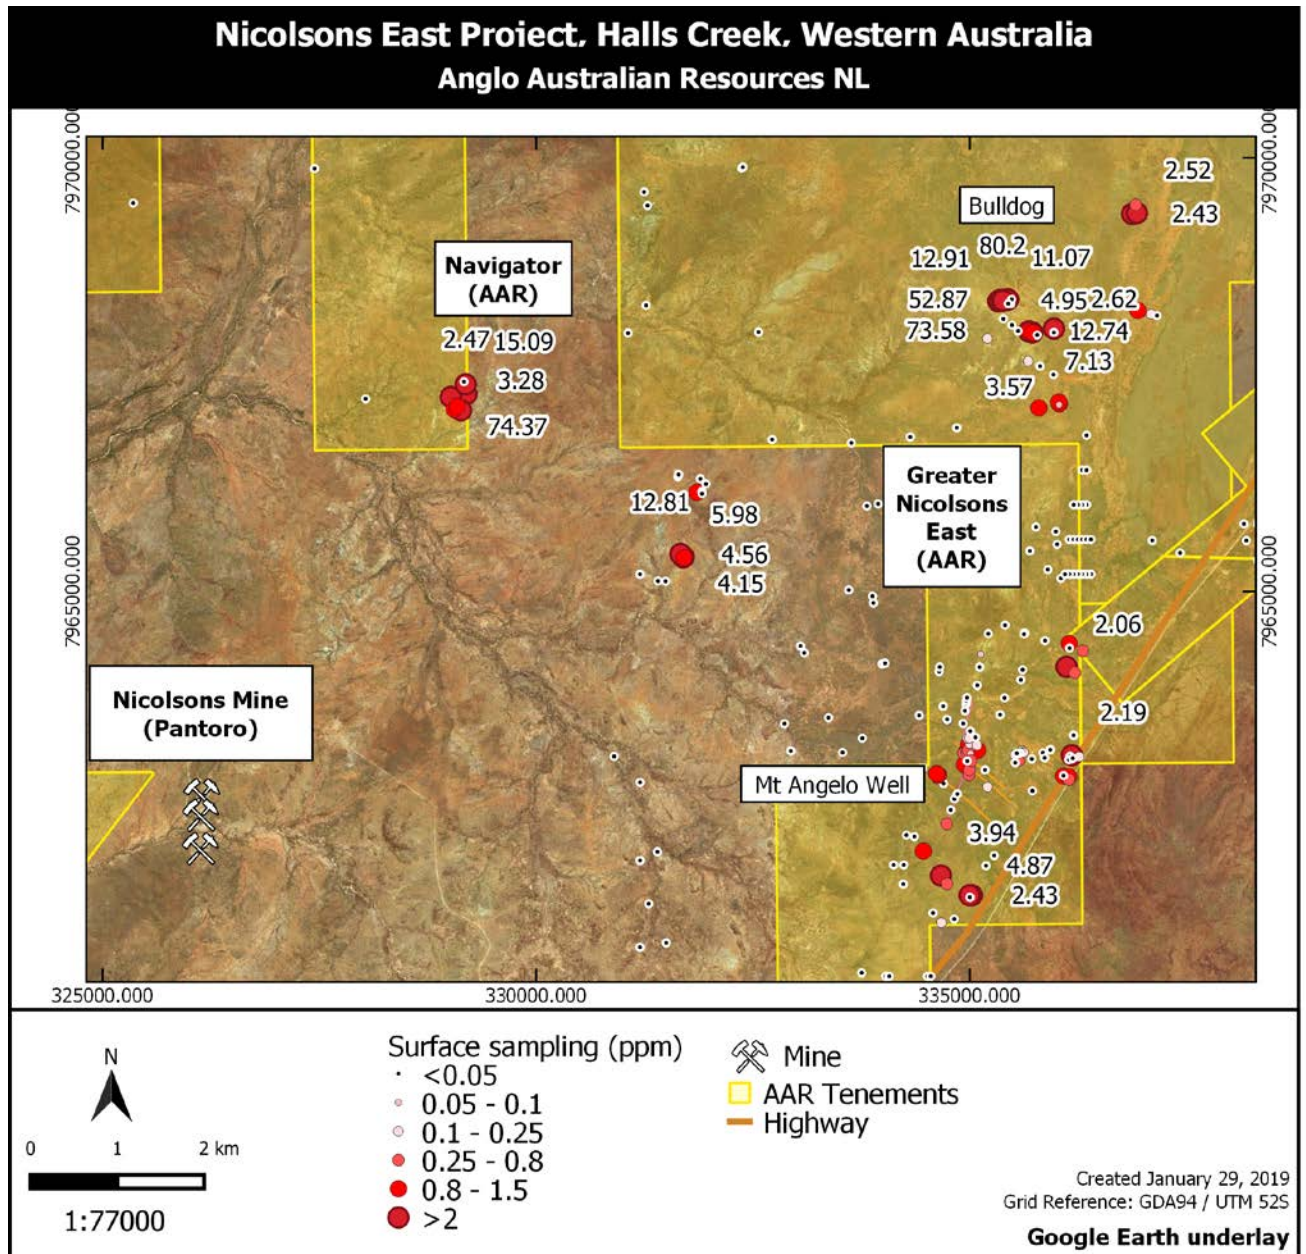 Nicolsons East Project, Halls Creek, Western Australia
Anglo Australian Resources NL
7970000.000
7970000.000
2.52
Bulldog
2.43
80.2
12.91
11.07
Navigator
(AAR)
52.87
4.95
2.62
73.58
12.74
2.47
15.09
7.13
3.28
3.57
74.37
Greater
Nicolsons
East
(AAR)
12.81
5.98
4.56
4.15
7965000.000
7965000.000
2.06
Nicolsons Mine
(Pantoro)
2.19
Mt Angelo Well
3.94
4.87
2.43
325000.000
330000.000
335000.000
N
0 1 2 km
1:77000
Surface sampling (ppm)
<0.05
0.05 - 0.1
0.1 - 0.25
0.25 - 0.8
0.8 - 1.5
>2
Mine
AAR Tenements
Highway
Created January 29, 2019
Grid Reference: GDA94 / UTM 52S
Google Earth underlay